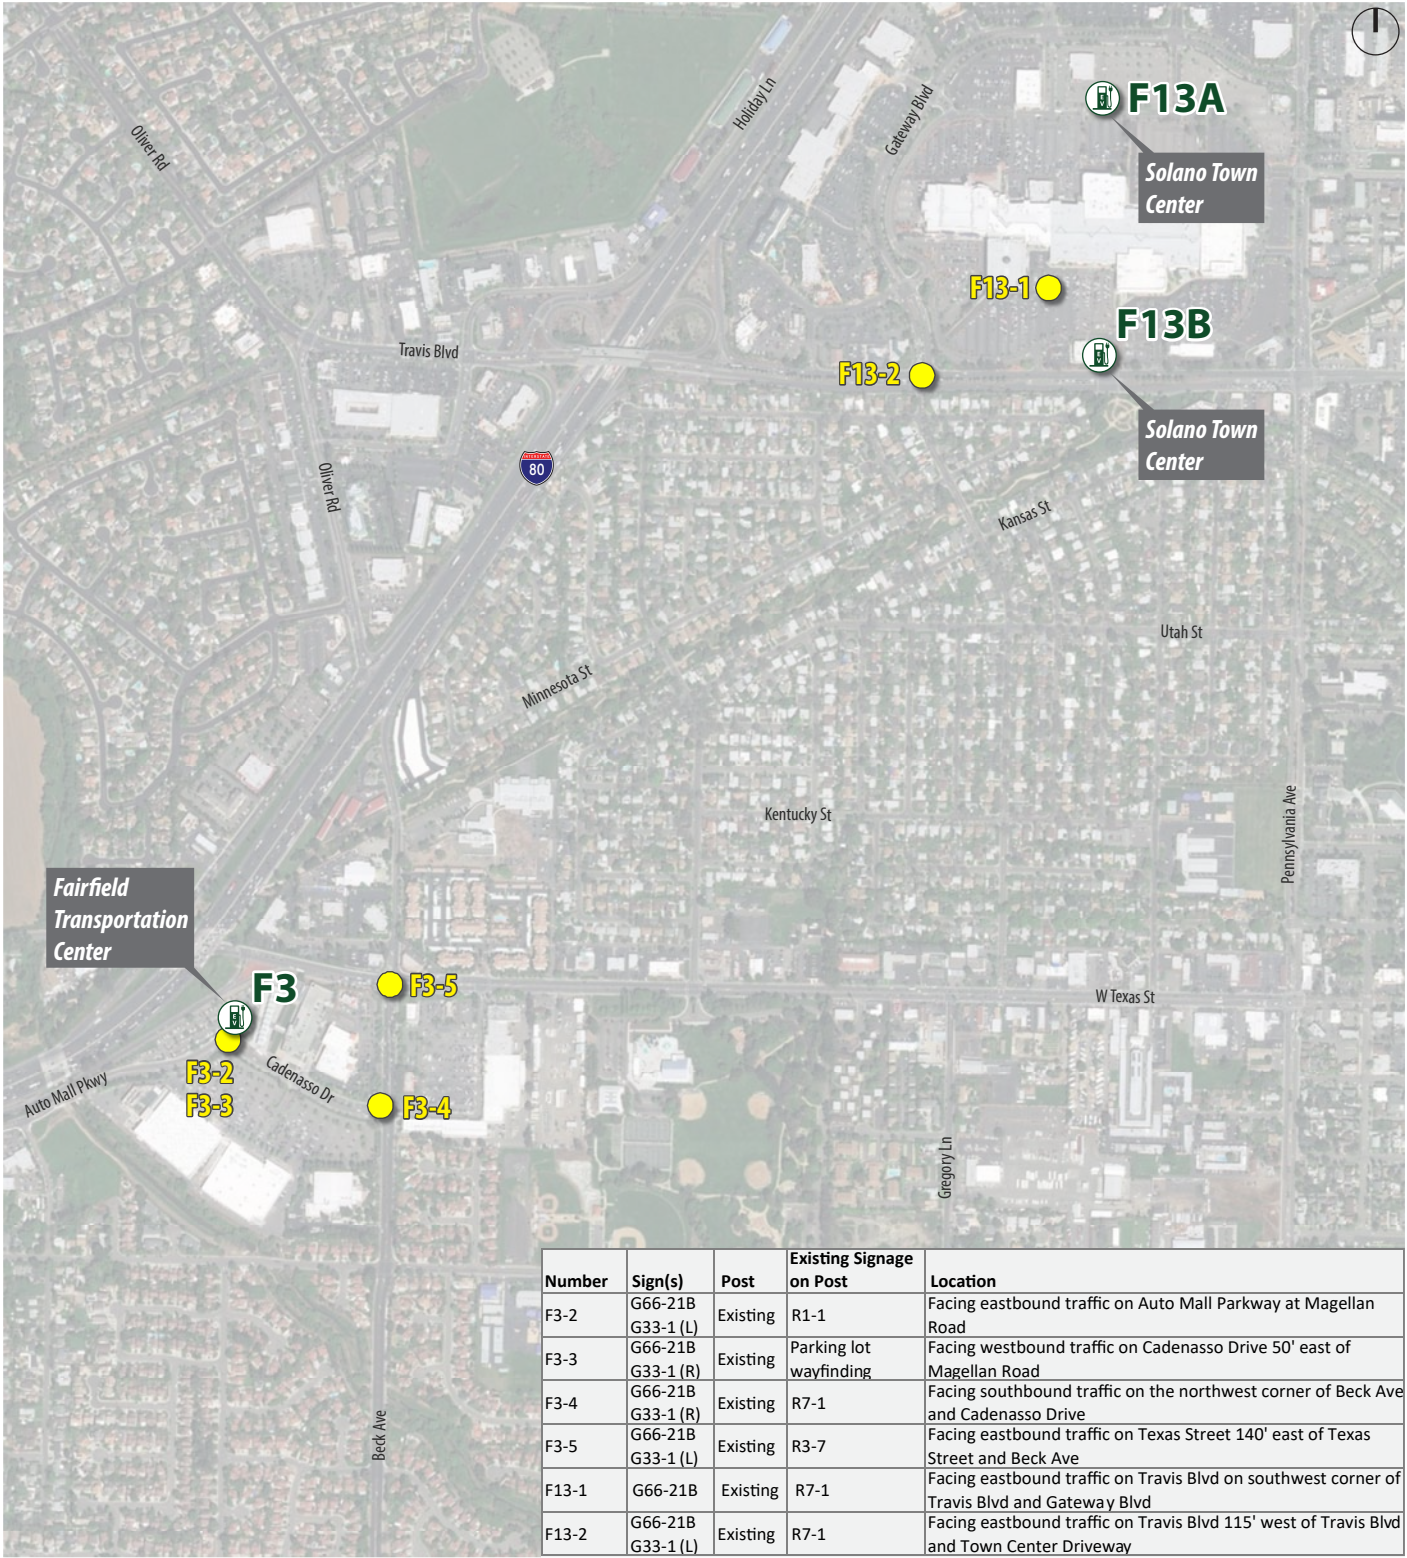 F13A
Solano Town
Center
Holiday Ln
Gateway Blvd
Oliver Rd
F13-1
F13B
Travis Blvd
F13-2
Solano Town
Center
INTERSTATE
80
Oliver Rd
Kansas St
Utah St
Minnesota St
Kentucky St
Pennsylvania Ave
Fairfield
Transportation
Center
F3
F3-5
W Texas St
F3-2
F3-3
Cadenasso Dr
Auto Mall Pkwy
F3-4
Gregory Ln
Beck Ave
EV
EV
EV
Number Sign(s) Post Existing Signage on Post Location
F3-2 G66-21B G33-1 (L) Existing R1-1 Facing eastbound traffic on Auto Mall Parkway at Magellan Road
F3-3 G66-21B G33-1 (R) Existing Parking lot wayfinding Facing westbound traffic on Cadenasso Drive 50' east of Magellan Road
F3-4 G66-21B G33-1 (R) Existing R7-1 Facing southbound traffic on the northwest corner of Beck Ave and Cadenasso Drive
F3-5 G66-21B G33-1 (L) Existing R3-7 Facing eastbound traffic on Texas Street 140' east of Texas Street and Beck Ave
F13-1 G66-21B Existing R7-1 Facing eastbound traffic on Travis Blvd on southwest corner of Travis Blvd and Gateway Blvd
F13-2 G66-21B G33-1 (L) Existing R7-1 Facing eastbound traffic on Travis Blvd 115' west of Travis Blvd and Town Center Driveway